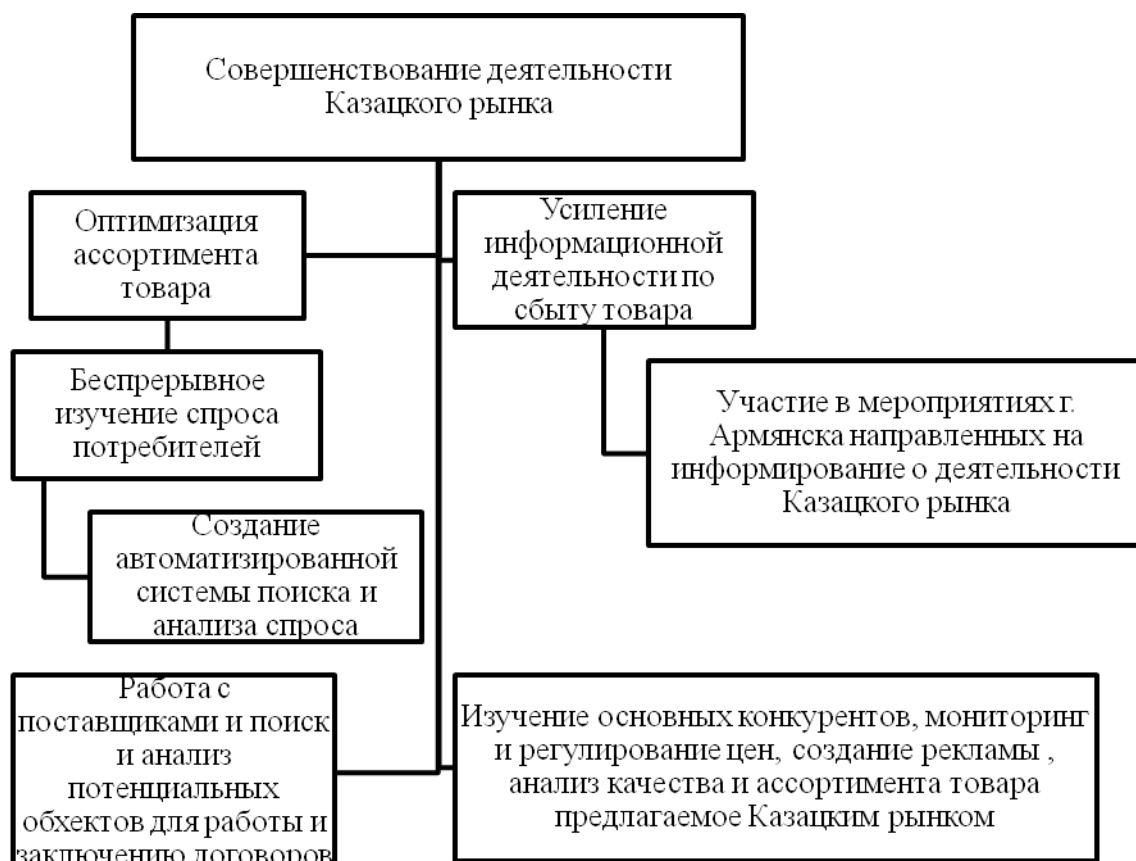 Совершенствование деятельности
Казацкого рынка
Оптимизация
ассортимента
товара
Усиление
информационной
деятельности по
сбыту товара
Беспрерывное
изучение спроса
потребителей
Участие в мероприятиях г.
Армянска направленных на
информирование о деятельности
Казацкого рынка
Создание
автоматизированной
системы поиска и
анализа спроса
Работа с
поставщиками и поиск
и анализ
потенциальных
обхектов для работы и
заключению договоров
Изучение основных конкурентов, мониторинг
и регулирование цен, создание рекламы ,
анализ качества и ассортимента товара
предлагаемое Казацким рынком